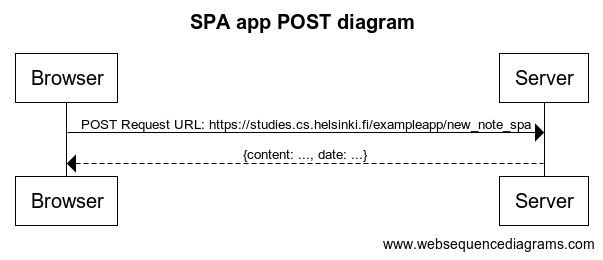 SPA app POST diagram
Browser
Server
POST Request URL: https://studies.cs.helsinki.fi/exampleapp/new_note_spa
{content: ..., date: ...}
Browser
Server
www.websequencediagrams.com